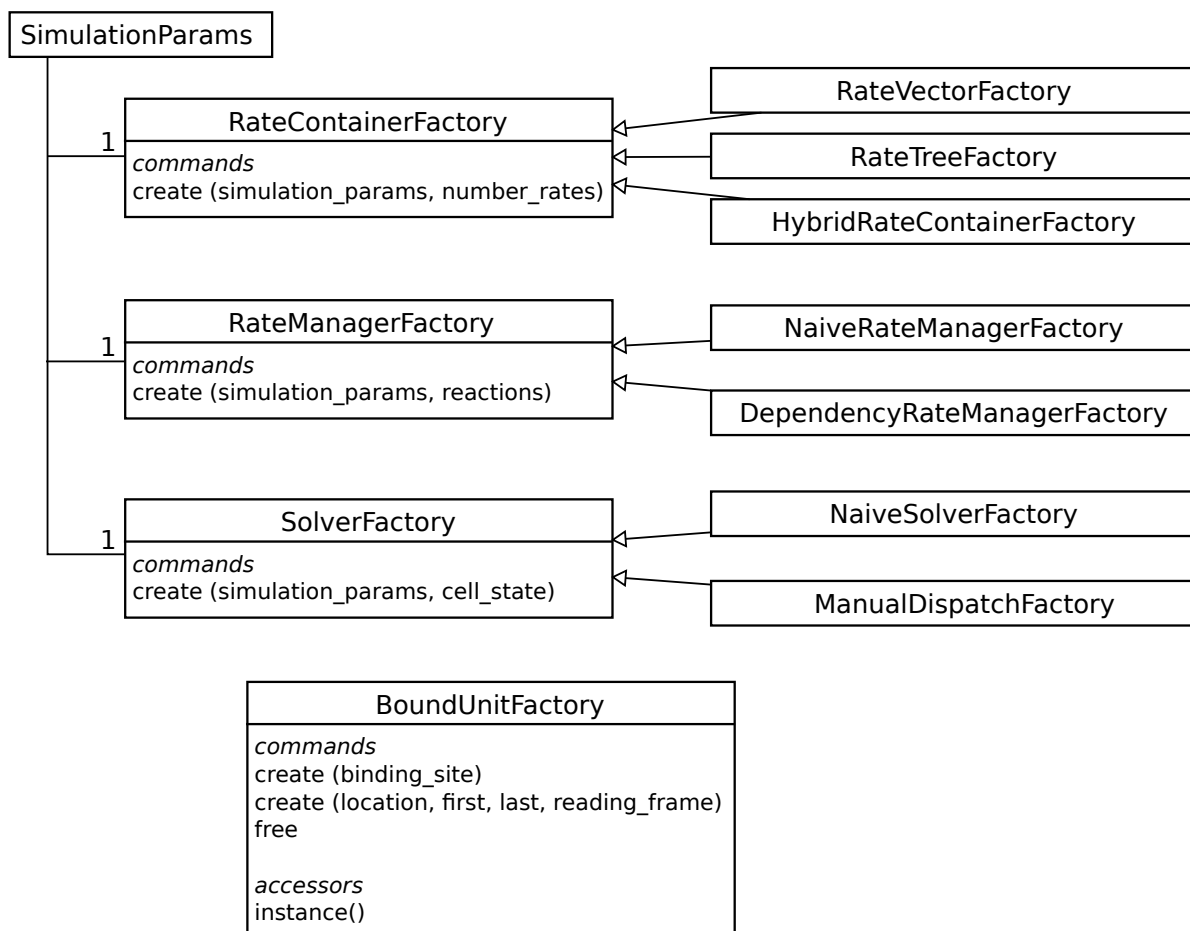 SimulationParams
1
RateContainerFactory
commands
create (simulation_params, number_rates)
RateVectorFactory
RateTreeFactory
HybridRateContainerFactory
1
RateManagerFactory
commands
create (simulation_params, reactions)
NaiveRateManagerFactory
DependencyRateManagerFactory
1
SolverFactory
commands
create (simulation_params, cell_state)
NaiveSolverFactory
ManualDispatchFactory
BoundUnitFactory
commands
create (binding_site)
create (location, first, last, reading_frame)
free
accessors
instance()